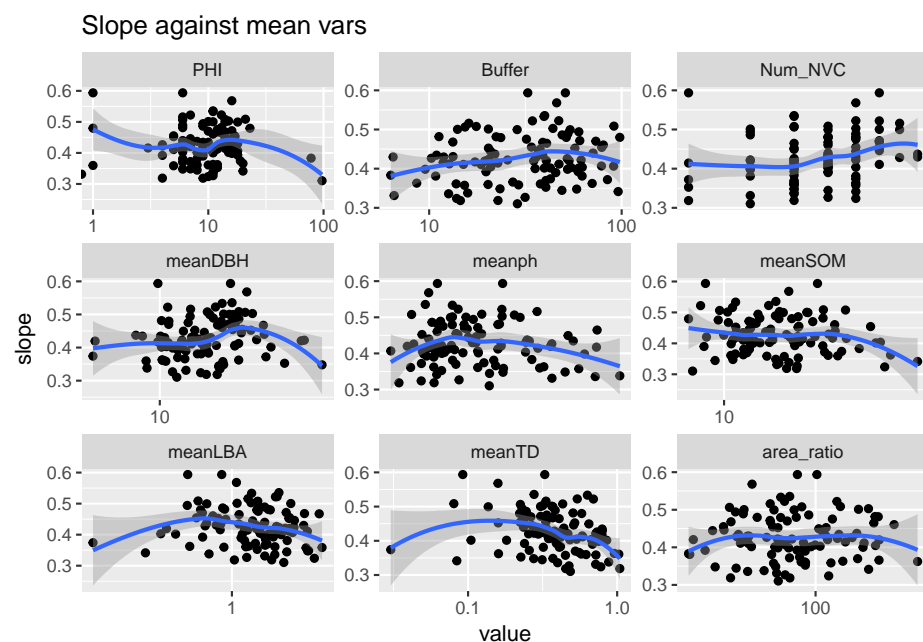 Slope against mean vars
PHI Buffer Num_NVC
0.6 0.6 0.6
0.5 0.5 0.5
0.4 0.4 0.4
0.3 0.3 0.3
1 10 100 10 100
meanDBH meanph meanSOM
0.6 0.6 0.6
0.5 0.5 0.5
0.4 0.4 0.4
0.3 0.3 0.3
10 10
slope
meanLBA meanTD area_ratio
0.6 0.6 0.6
0.5 0.5 0.5
0.4 0.4 0.4
0.3 0.3 0.3
1 0.1 1.0 100
value